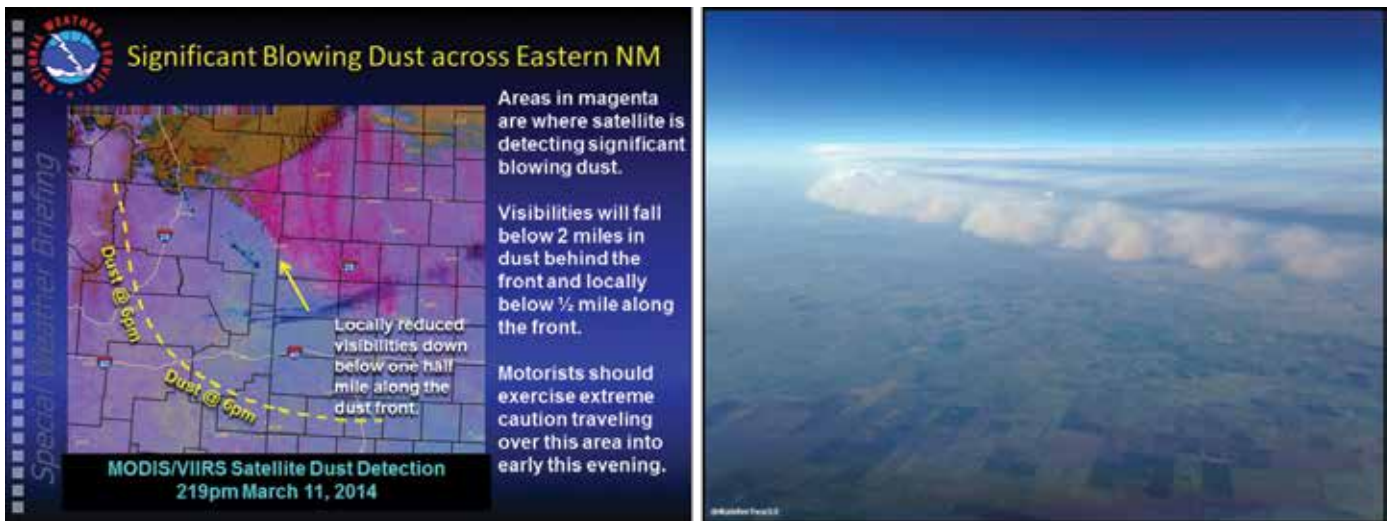 NATIONAL WEATHER SERVICE
Special Weather Briefing
Significant Blowing Dust across Eastern NM
Areas in magenta
are where satellite is
detecting significant
blowing dust.
Visibilities will fall
below 2 miles in
dust behind the
front and locally
below ½ mile along
the front.
Motorists should
exercise extreme
caution traveling
over this area into
early this evening.
Dust @ 6pm
Dust @ 6pm
Locally reduced
visibilities down
below one half
mile along the
dust front.
MODIS/VIIRS Satellite Dust Detection
219pm March 11, 2014